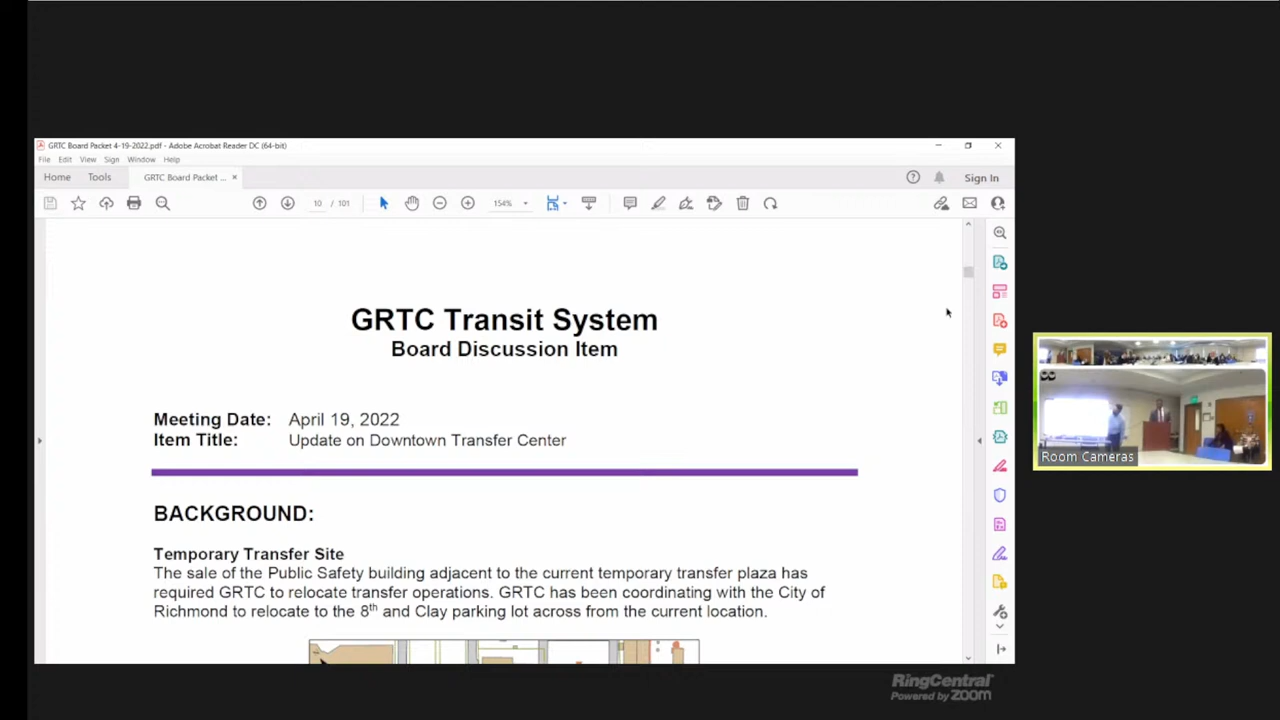 GRTC Board Packet 4-19-2022.pdf - Adobe Acrobat Reader DC (64-bit)
File Edit View Sign Window Help
Home Tools GRTC Board Packet ... × Sign In
10 / 101 154%
GRTC Transit System
Board Discussion Item
Meeting Date: April 19, 2022
Item Title: Update on Downtown Transfer Center
BACKGROUND:
Temporary Transfer Site
The sale of the Public Safety building adjacent to the current temporary transfer plaza has
required GRTC to relocate transfer operations. GRTC has been coordinating with the City of
Richmond to relocate to the 8th and Clay parking lot across from the current location.
Room Cameras
RingCentral
Powered by zoom